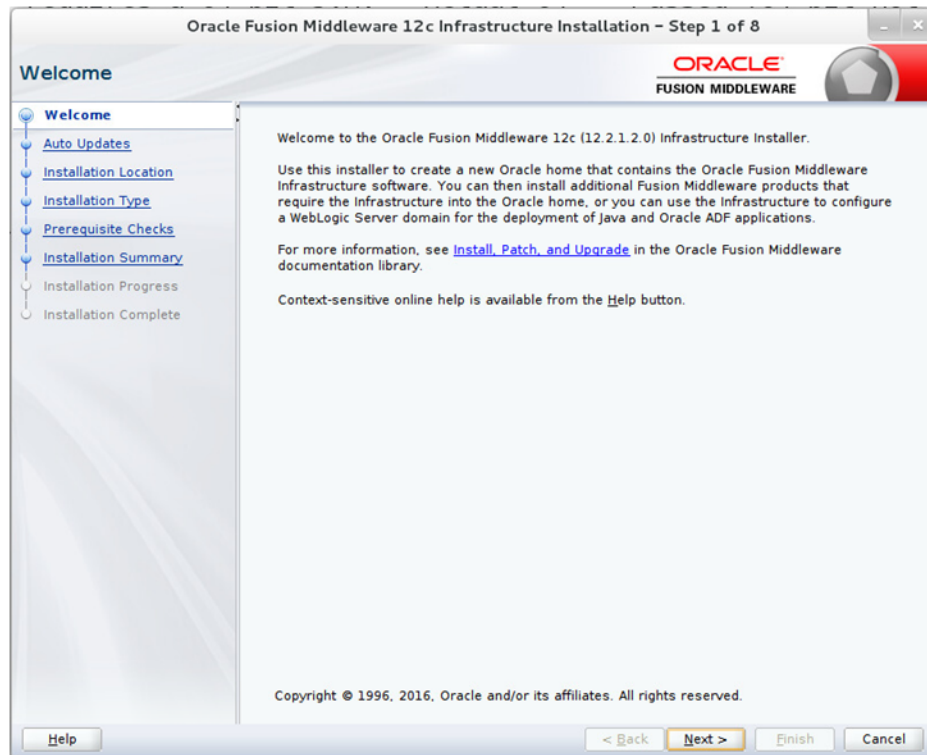 Oracle Fusion Middleware 12c Infrastructure Installation – Step 1 of 8
Welcome
ORACLE
FUSION MIDDLEWARE
Welcome
Auto Updates
Installation Location
Installation Type
Prerequisite Checks
Installation Summary
Installation Progress
Installation Complete
Welcome to the Oracle Fusion Middleware 12c (12.2.1.2.0) Infrastructure Installer.
Use this installer to create a new Oracle home that contains the Oracle Fusion Middleware
Infrastructure software. You can then install additional Fusion Middleware products that
require the Infrastructure into the Oracle home, or you can use the Infrastructure to configure
a WebLogic Server domain for the deployment of Java and Oracle ADF applications.
For more information, see Install, Patch, and Upgrade in the Oracle Fusion Middleware
documentation library.
Context-sensitive online help is available from the Help button.
Copyright © 1996, 2016, Oracle and/or its affiliates. All rights reserved.
Help
< Back
Next >
Finish
Cancel